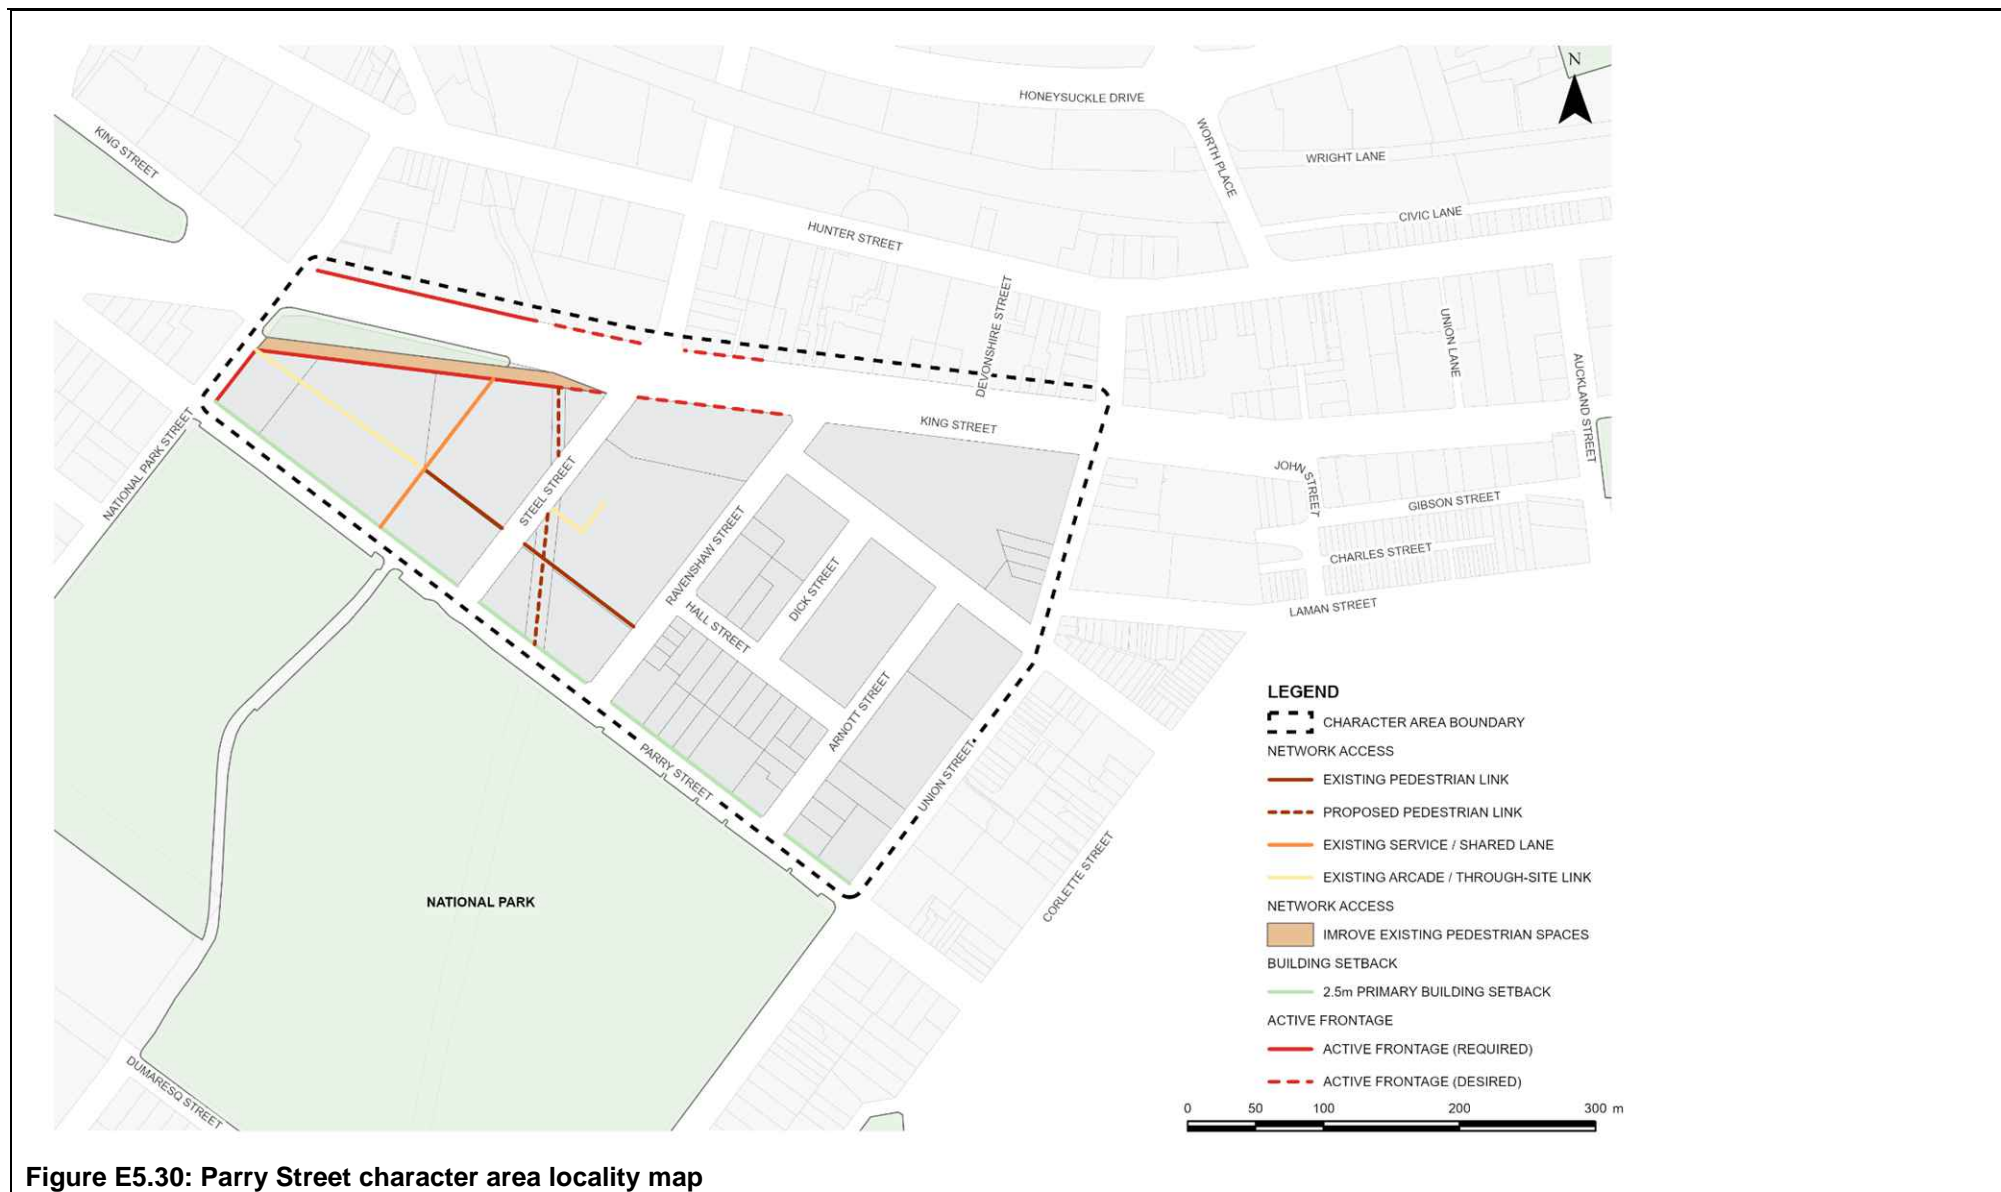 N
HONEYSUCKLE DRIVE
KING STREET
WORTH PLACE
WRIGHT LANE
CIVIC LANE
HUNTER STREET
DEVONSHIRE STREET
UNION LANE
AUCKLAND STREET
KING STREET
NATIONAL PARK STREET
STEEL STREET
JOHN STREET
GIBSON STREET
RAVENSHAW STREET
CHARLES STREET
DICK STREET
HALL STREET
LAMAN STREET
ARNOTT STREET
PARRY STREET
UNION STREET
CORLETTE STREET
NATIONAL PARK
DUMARESQ STREET
LEGEND
CHARACTER AREA BOUNDARY
NETWORK ACCESS
EXISTING PEDESTRIAN LINK
PROPOSED PEDESTRIAN LINK
EXISTING SERVICE / SHARED LANE
EXISTING ARCADE / THROUGH-SITE LINK
NETWORK ACCESS
IMROVE EXISTING PEDESTRIAN SPACES
BUILDING SETBACK
2.5m PRIMARY BUILDING SETBACK
ACTIVE FRONTAGE
ACTIVE FRONTAGE (REQUIRED)
ACTIVE FRONTAGE (DESIRED)
0 50 100 200 300 m
Figure E5.30: Parry Street character area locality map